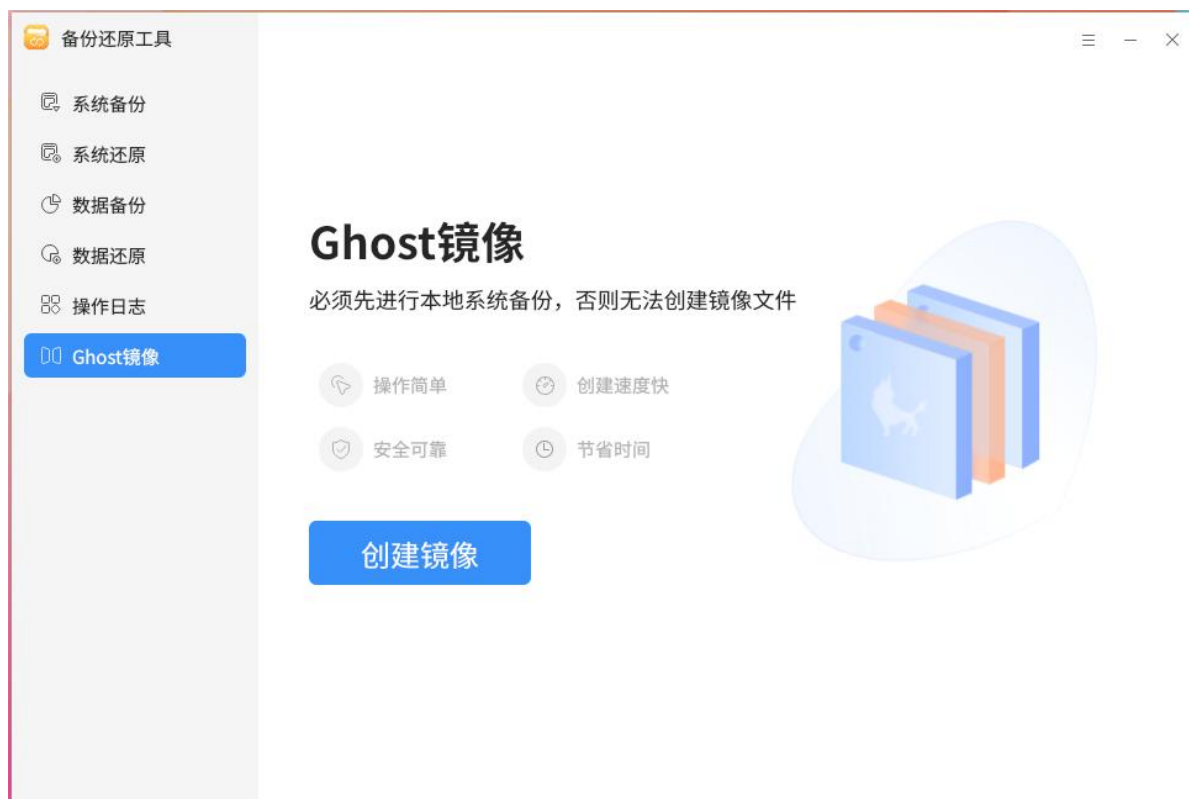 备份还原工具
系统备份
系统还原
数据备份
数据还原
操作日志
Ghost镜像
Ghost镜像
必须先进行本地系统备份，否则无法创建镜像文件
操作简单
创建速度快
安全可靠
节省时间
创建镜像